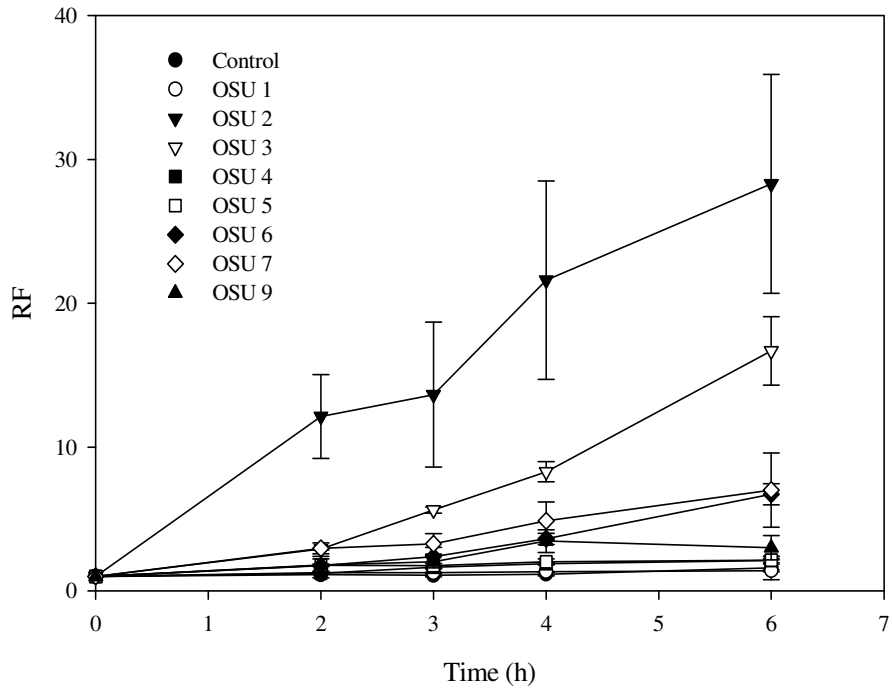 40
30
20
10
0
RF
Control
OSU 1
OSU 2
OSU 3
OSU 4
OSU 5
OSU 6
OSU 7
OSU 9
0 1 2 3 4 5 6 7
Time (h)